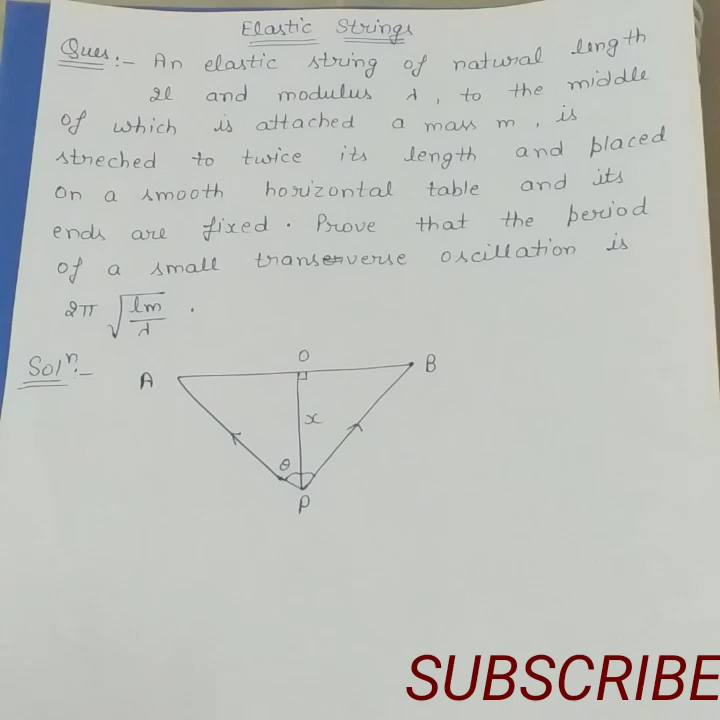 Elastic Strings
Ques:- An elastic string of natural length
2l and modulus λ, to the middle
of which is attached a mass m, is
streched to twice its length and placed
on a smooth horizontal table and its
ends are fixed. Prove that the period
of a small transverse oscillation is
2π √(lm/λ) .
Solⁿ:-
A O B
x
θ
P
SUBSCRIBE